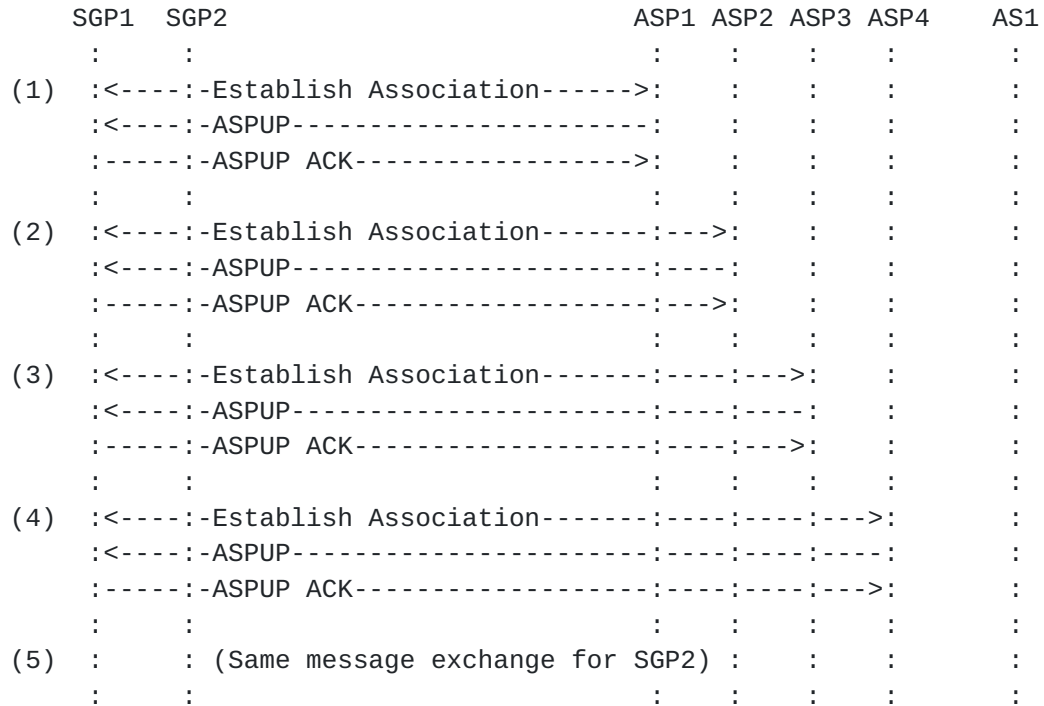 SGP1  SGP2                            ASP1 ASP2 ASP3 ASP4    AS1
      :     :                              :    :    :    :       :
(1)   :<----:-Establish Association------>:    :    :    :       :
      :<----:-ASPUP-----------------------:    :    :    :       :
      :-----:-ASPUP ACK------------------>:    :    :    :       :
      :     :                              :    :    :    :       :
(2)   :<----:-Establish Association-------:--->:    :    :       :
      :<----:-ASPUP-----------------------:----:    :    :       :
      :-----:-ASPUP ACK-------------------:--->:    :    :       :
      :     :                              :    :    :    :       :
(3)   :<----:-Establish Association-------:----:--->:    :       :
      :<----:-ASPUP-----------------------:----:----:    :       :
      :-----:-ASPUP ACK-------------------:----:--->:    :       :
      :     :                              :    :    :    :       :
(4)   :<----:-Establish Association-------:----:----:--->:       :
      :<----:-ASPUP-----------------------:----:----:----:       :
      :-----:-ASPUP ACK-------------------:----:----:--->:       :
      :     :                              :    :    :    :       :
(5)   :     : (Same message exchange for SGP2) :    :    :       :
      :     :                              :    :    :    :       :